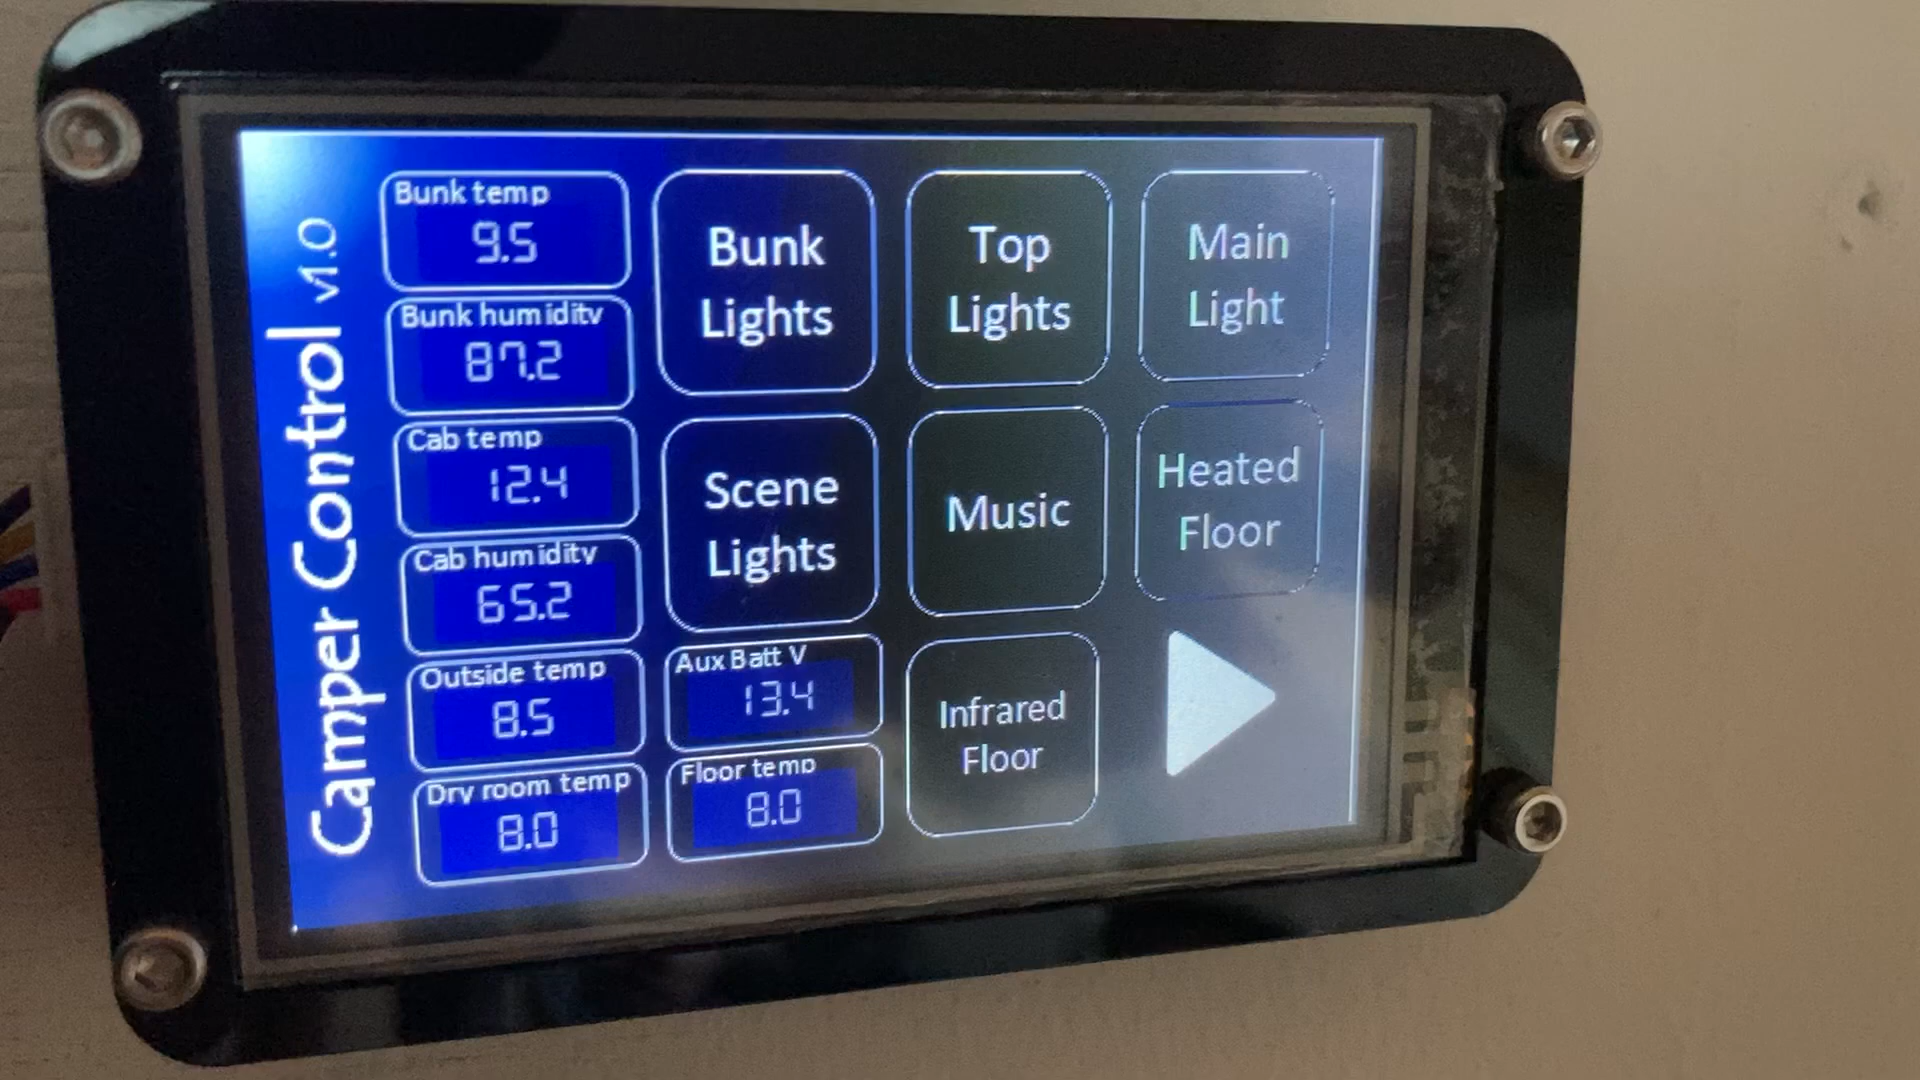 Camper Control v1.0
Bunk temp
9.5
Bunk humidity
87.2
Cab temp
12.4
Cab humidity
65.2
Outside temp
8.5
Dry room temp
8.0
Aux Batt V
13.4
Floor temp
8.0
Bunk
Lights
Top
Lights
Main
Light
Scene
Lights
Music
Heated
Floor
Infrared
Floor